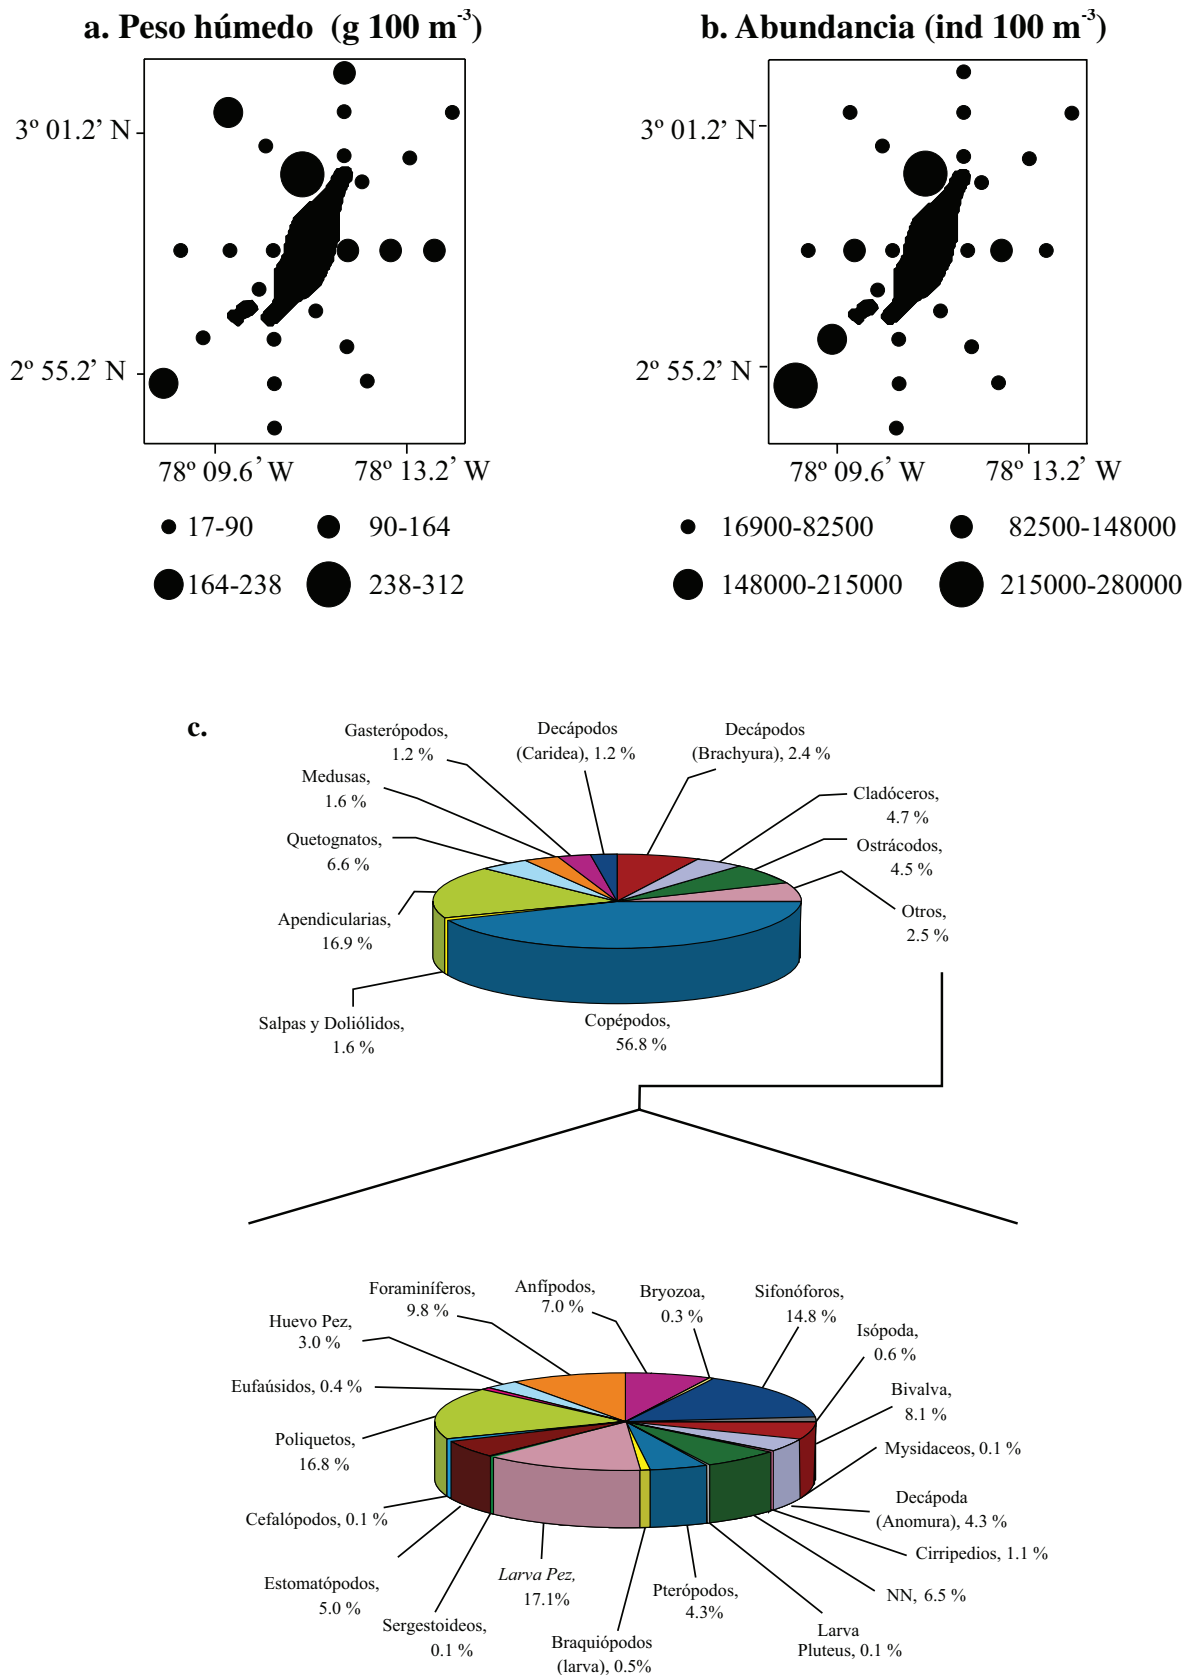 a. Peso húmedo (g 100 m-3)
b. Abundancia (ind 100 m-3)
3º 01.2' N
2º 55.2' N
78º 09.6' W
78º 13.2' W
3º 01.2' N
2º 55.2' N
78º 09.6' W
78º 13.2' W
17-90
90-164
164-238
238-312
16900-82500
82500-148000
148000-215000
215000-280000
c.
Gasterópodos,
1.2 %
Decápodos
(Caridea), 1.2 %
Decápodos
(Brachyura), 2.4 %
Medusas,
1.6 %
Cladóceros,
4.7 %
Quetognatos,
6.6 %
Ostrácodos,
4.5 %
Apendicularias,
16.9 %
Otros,
2.5 %
Salpas y Doliólidos,
1.6 %
Copépodos,
56.8 %
Foraminíferos,
9.8 %
Anfípodos,
7.0 %
Bryozoa,
0.3 %
Sifonóforos,
14.8 %
Huevo Pez,
3.0 %
Isópoda,
0.6 %
Eufaúsidos, 0.4 %
Bivalva,
8.1 %
Poliquetos,
16.8 %
Mysidaceos, 0.1 %
Cefalópodos, 0.1 %
Decápoda
(Anomura), 4.3 %
Cirripedios, 1.1 %
Estomatópodos,
5.0 %
Larva Pez,
17.1%
Pterópodos,
4.3%
NN, 6.5 %
Sergestoideos,
0.1 %
Braquiópodos
(larva), 0.5%
Larva
Pluteus, 0.1 %